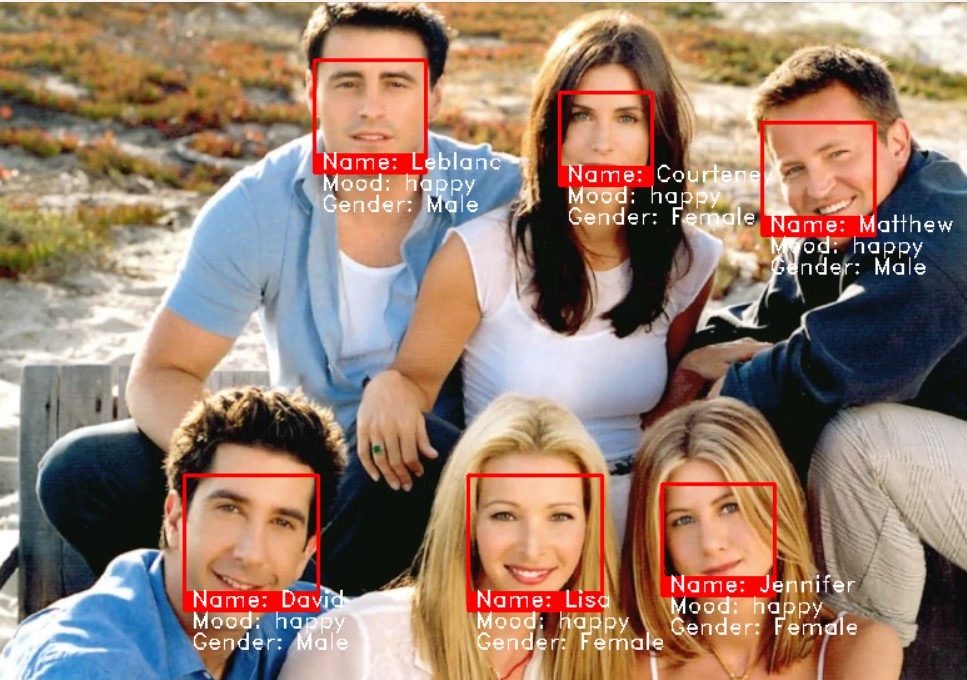 Name: Leblanc
Mood: happy
Gender: Male
Name: Courteney
Mood: happy
Gender: Female
Name: Matthew
Mood: happy
Gender: Male
Name: David
Mood: happy
Gender: Male
Name: Lisa
Mood: happy
Gender: Female
Name: Jennifer
Mood: happy
Gender: Female